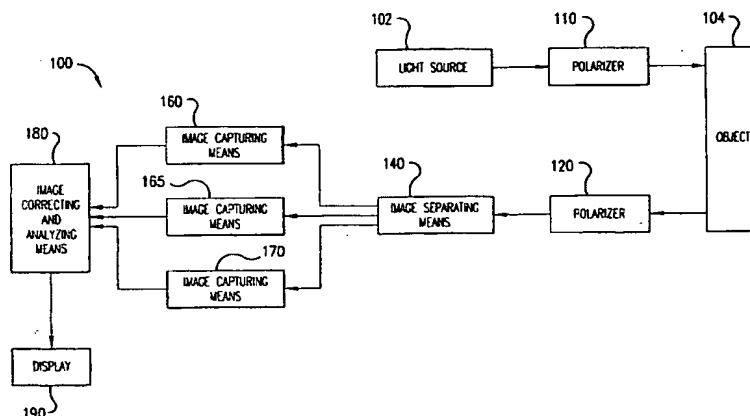 102
110
104
LIGHT SOURCE
POLARIZER
OBJECT
100
160
180
IMAGE CAPTURING
MEANS
140
120
165
IMAGE
CORRECTING
AND
ANALYZING
MEANS
IMAGE CAPTURING
MEANS
IMAGE SEPARATING
MEANS
POLARIZER
170
IMAGE CAPTURING
MEANS
DISPLAY
190